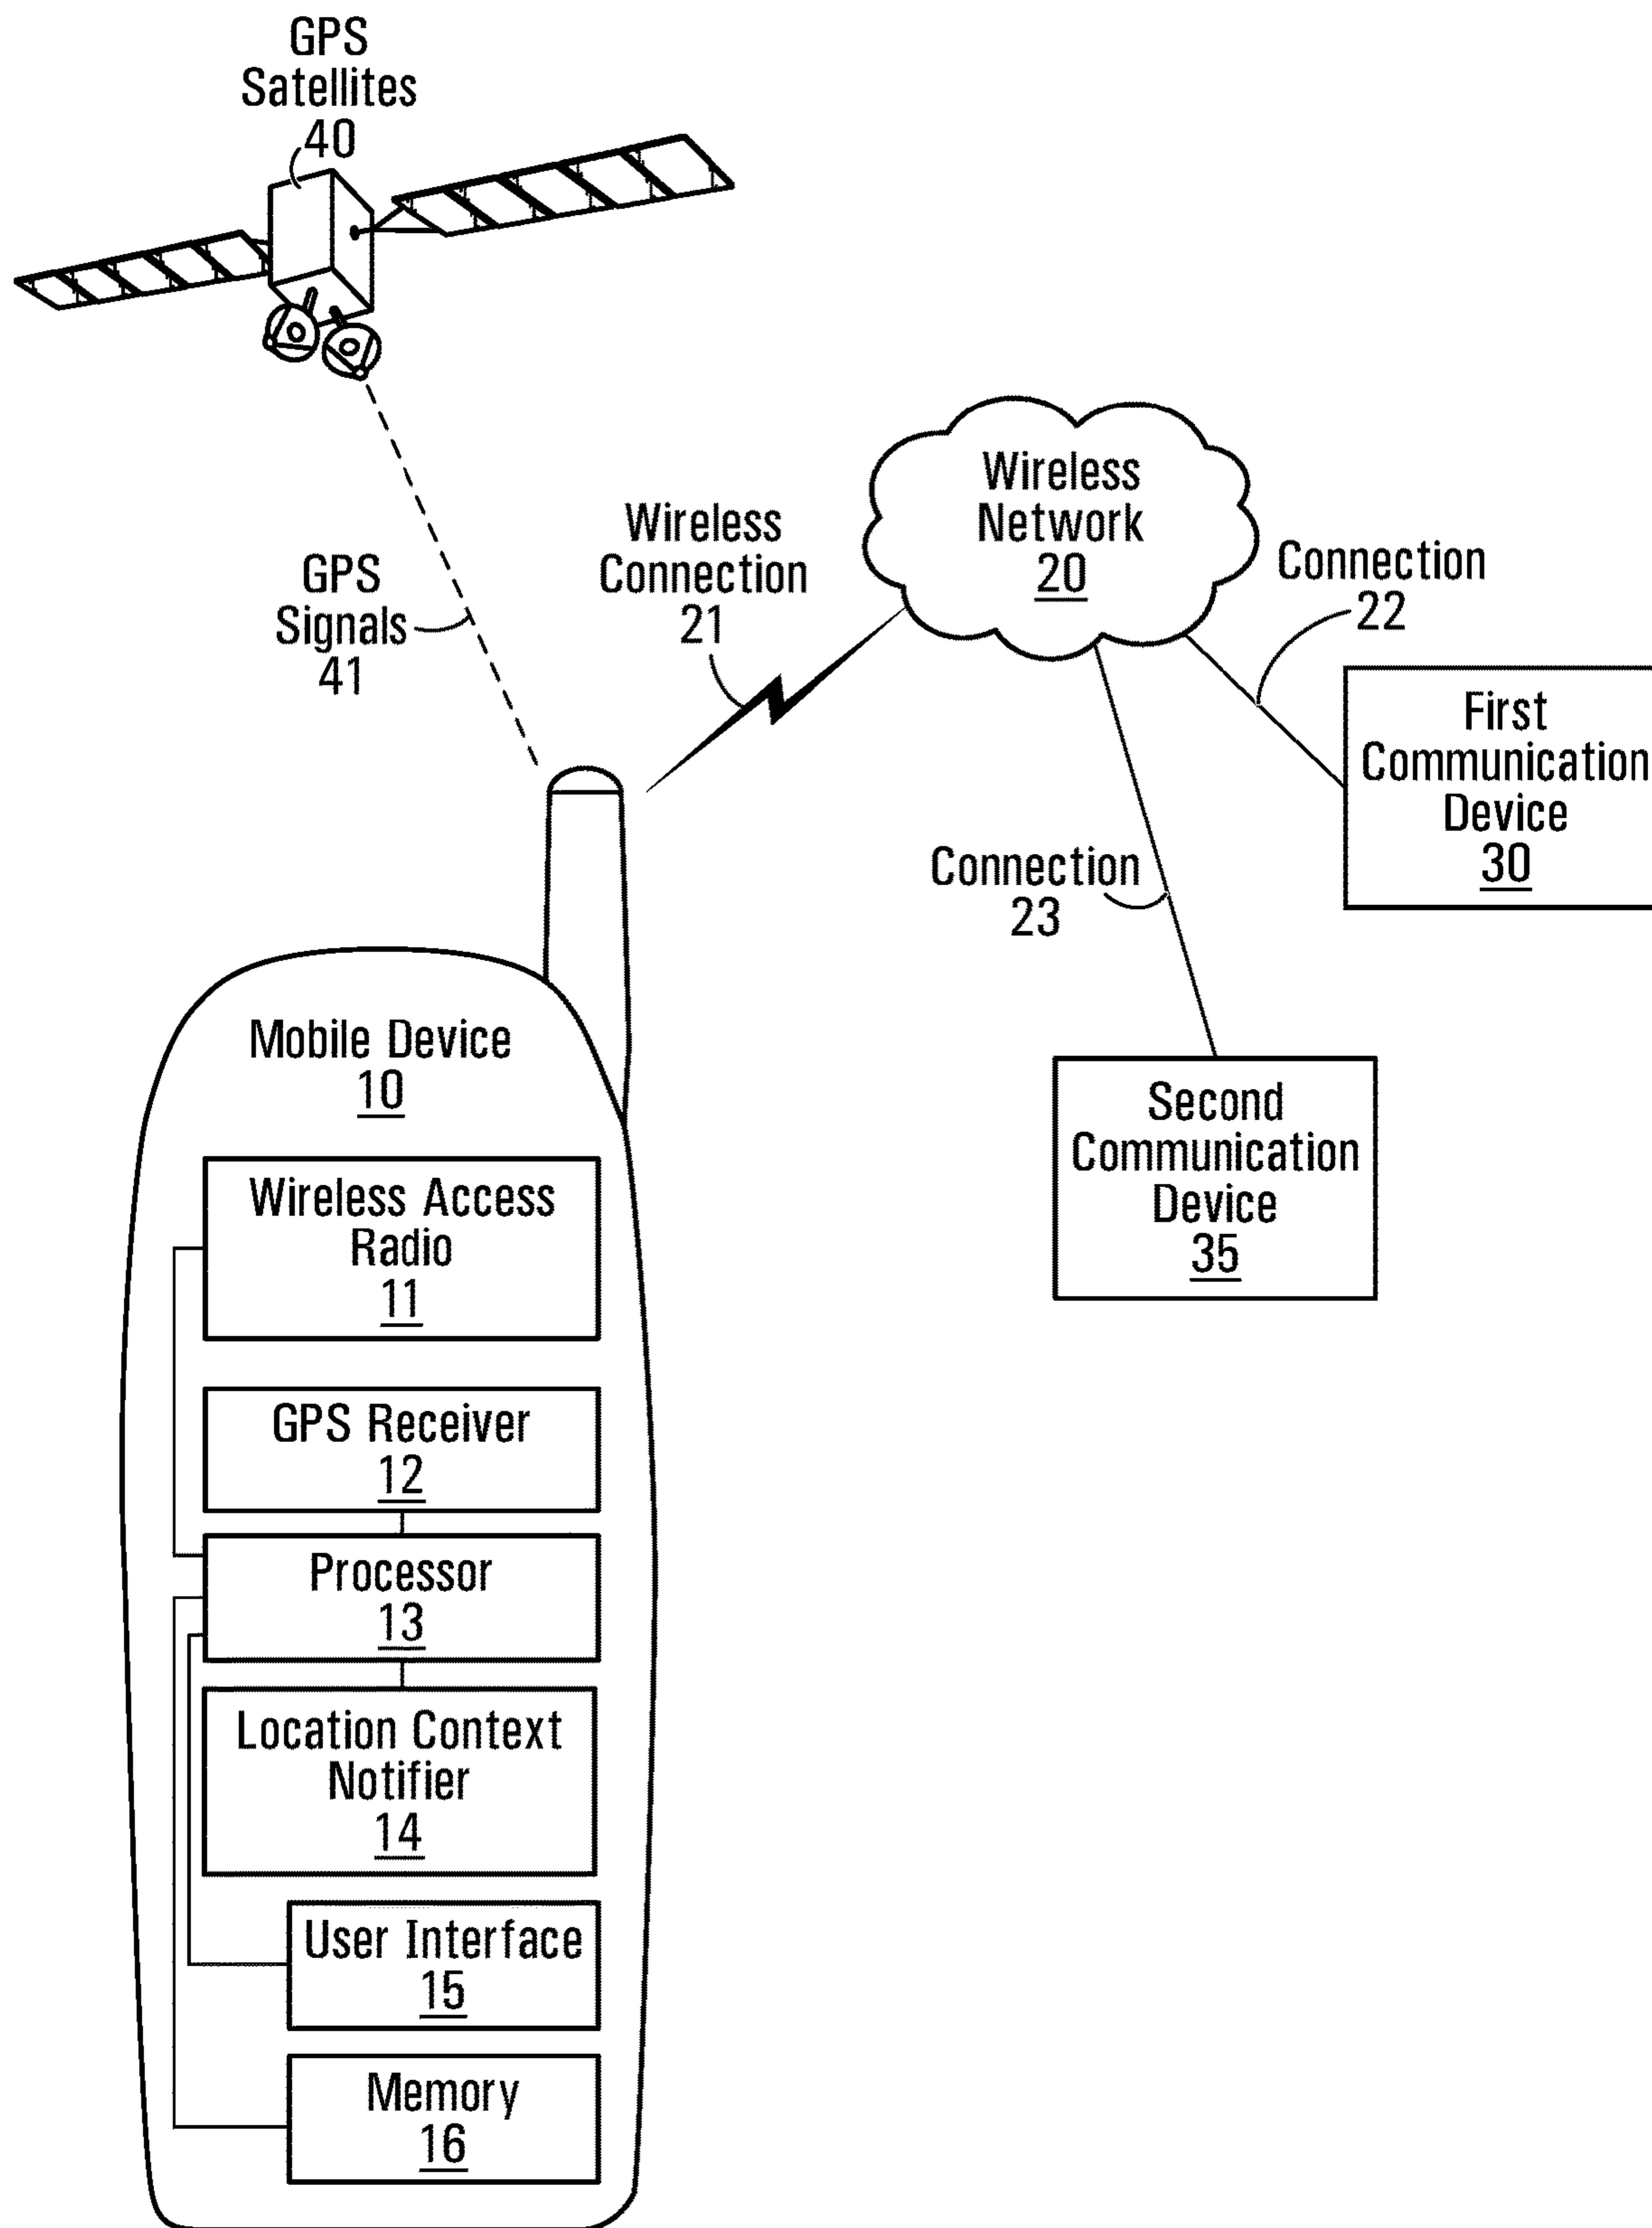 GPS
Satellites
40
GPS
Signals
41
Wireless
Connection
21
Wireless
Network
20
Connection
22
First
Communication
Device
30
Connection
23
Second
Communication
Device
35
Mobile Device
10
Wireless Access
Radio
11
GPS Receiver
12
Processor
13
Location Context
Notifier
14
User Interface
15
Memory
16